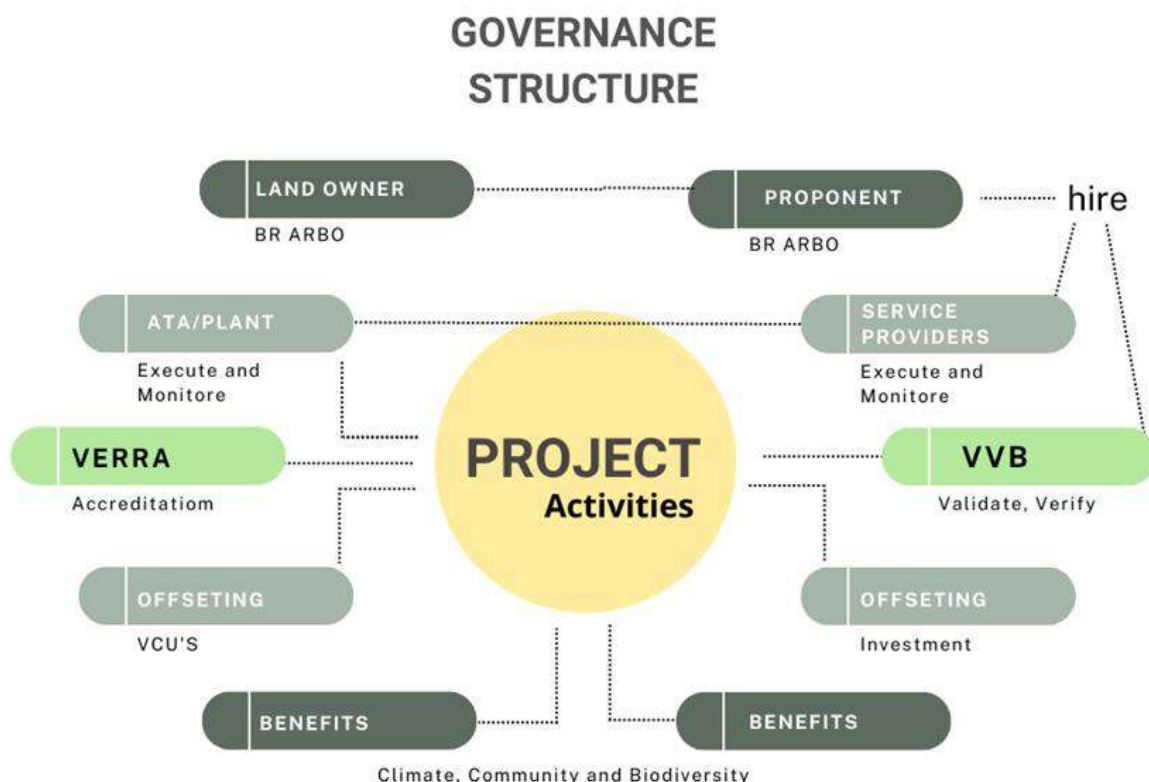 GOVERNANCE
STRUCTURE
LAND OWNER
BR ARBO
PROPONENT
BR ARBO
hire
ATA/PLANT
Execute and
Monitore
SERVICE
PROVIDERS
Execute and
Monitore
VERRA
Accreditatiom
PROJECT
Activities
VVB
Validate, Verify
OFFSETING
VCU'S
OFFSETING
Investment
BENEFITS
BENEFITS
Climate, Community and Biodiversity